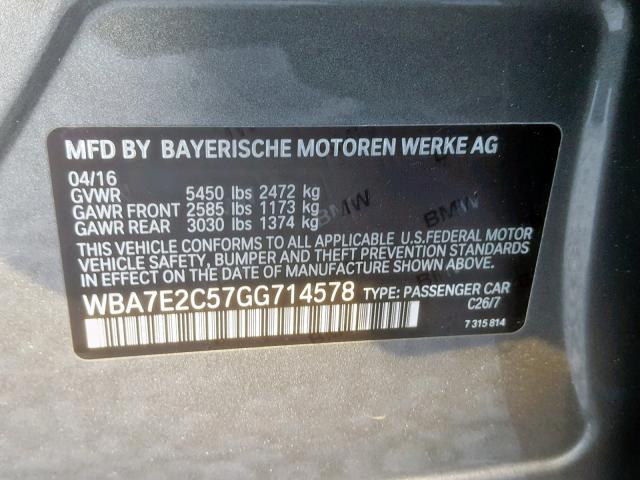 MFD BY BAYERISCHE MOTOREN WERKE AG
04/16
GVWR 5450 lbs 2472 kg
GAWR FRONT 2585 lbs 1173 kg
GAWR REAR 3030 lbs 1374 kg
THIS VEHICLE CONFORMS TO ALL APPLICABLE U.S.FEDERAL MOTOR
VEHICLE SAFETY, BUMPER AND THEFT PREVENTION STANDARDS
IN EFFECT ON THE DATE OF MANUFACTURE SHOWN ABOVE.
WBA7E2C57GG714578 TYPE: PASSENGER CAR
C26/7
7 315 814
BMW
BMW